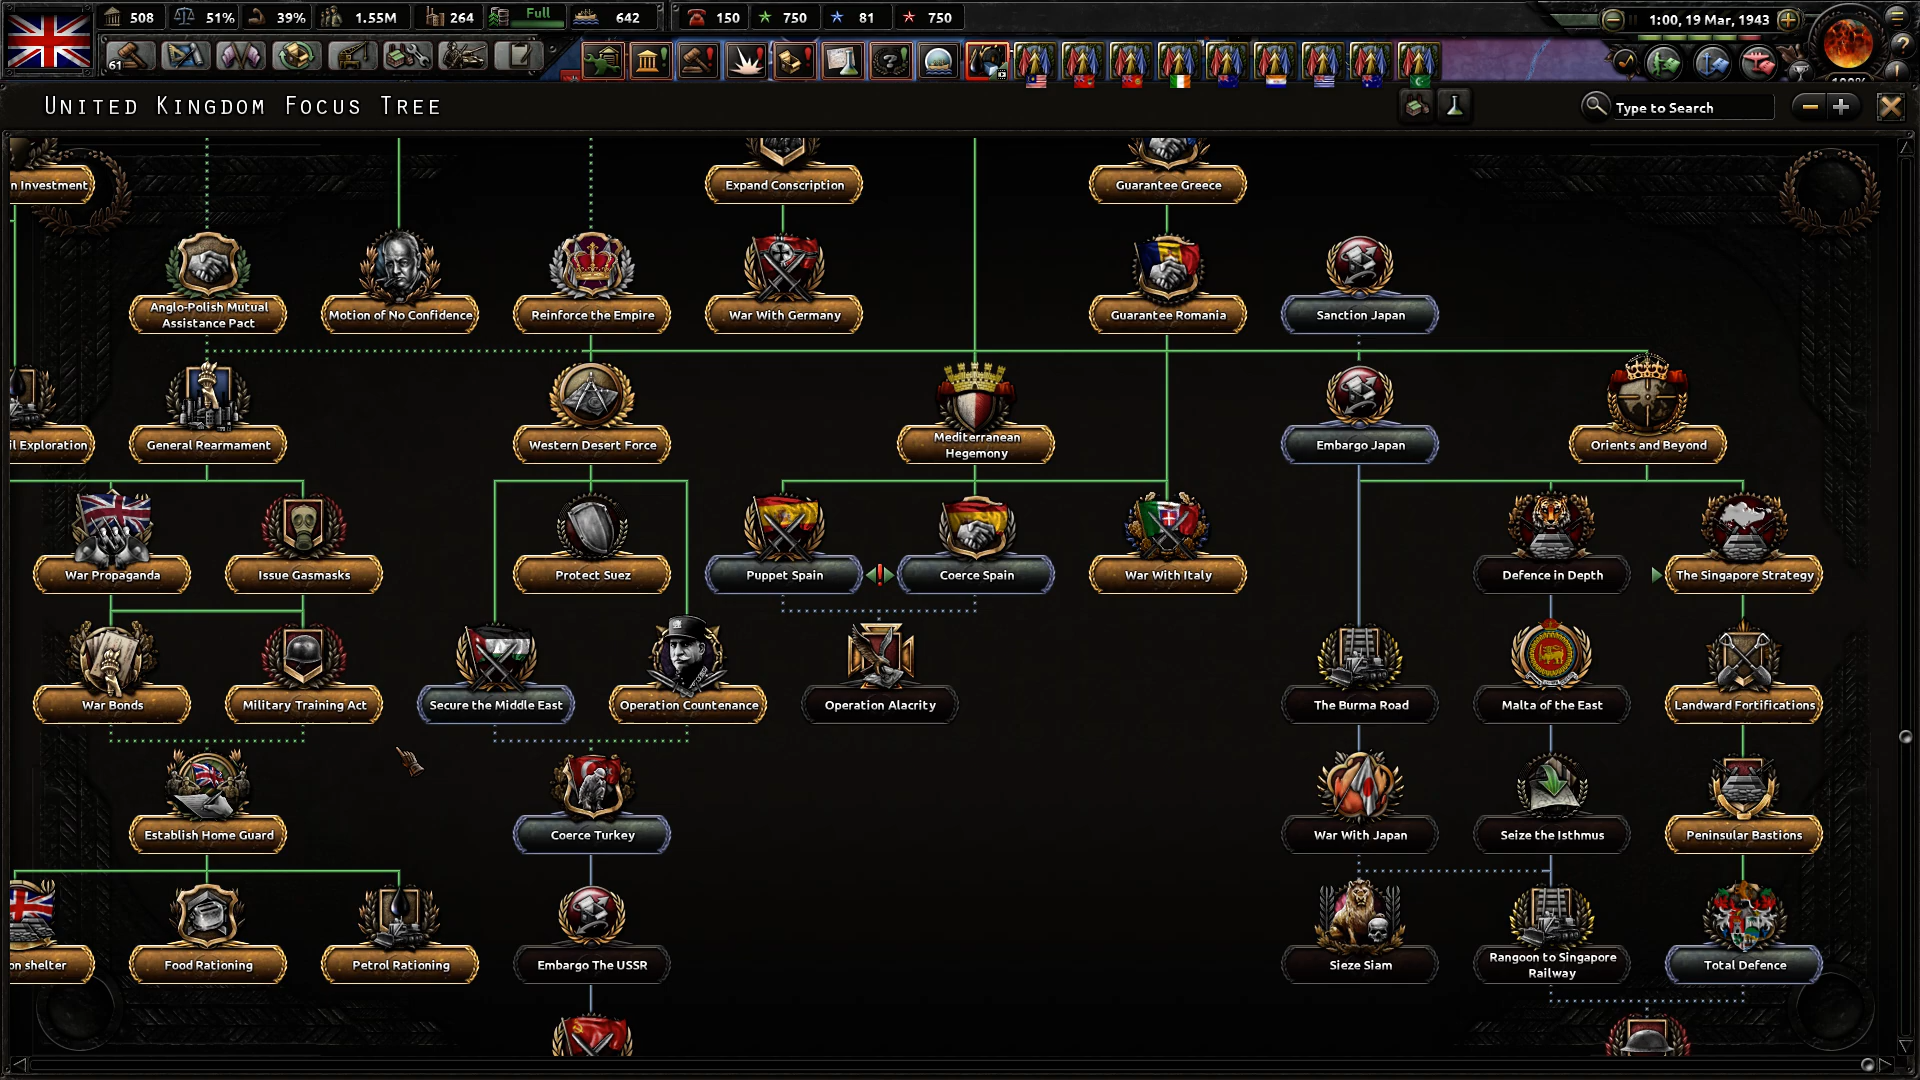 508
51%
39%
1.55M
264
Full
642
150
750
81
750
1:00, 19 Mar, 1943
61
United Kingdom Focus Tree
Type to Search
n Investment
Expand Conscription
Guarantee Greece
Anglo-Polish Mutual
Assistance Pact
Motion of No Confidence
Reinforce the Empire
War With Germany
Guarantee Romania
Sanction Japan
il Exploration
General Rearmament
Western Desert Force
Mediterranean
Hegemony
Embargo Japan
Orients and Beyond
War Propaganda
Issue Gasmasks
Protect Suez
Puppet Spain
Coerce Spain
War With Italy
Defence in Depth
The Singapore Strategy
War Bonds
Military Training Act
Secure the Middle East
Operation Countenance
Operation Alacrity
The Burma Road
Malta of the East
Landward Fortifications
Establish Home Guard
Coerce Turkey
War With Japan
Seize the Isthmus
Peninsular Bastions
on shelter
Food Rationing
Petrol Rationing
Embargo The USSR
Sieze Siam
Rangoon to Singapore
Railway
Total Defence